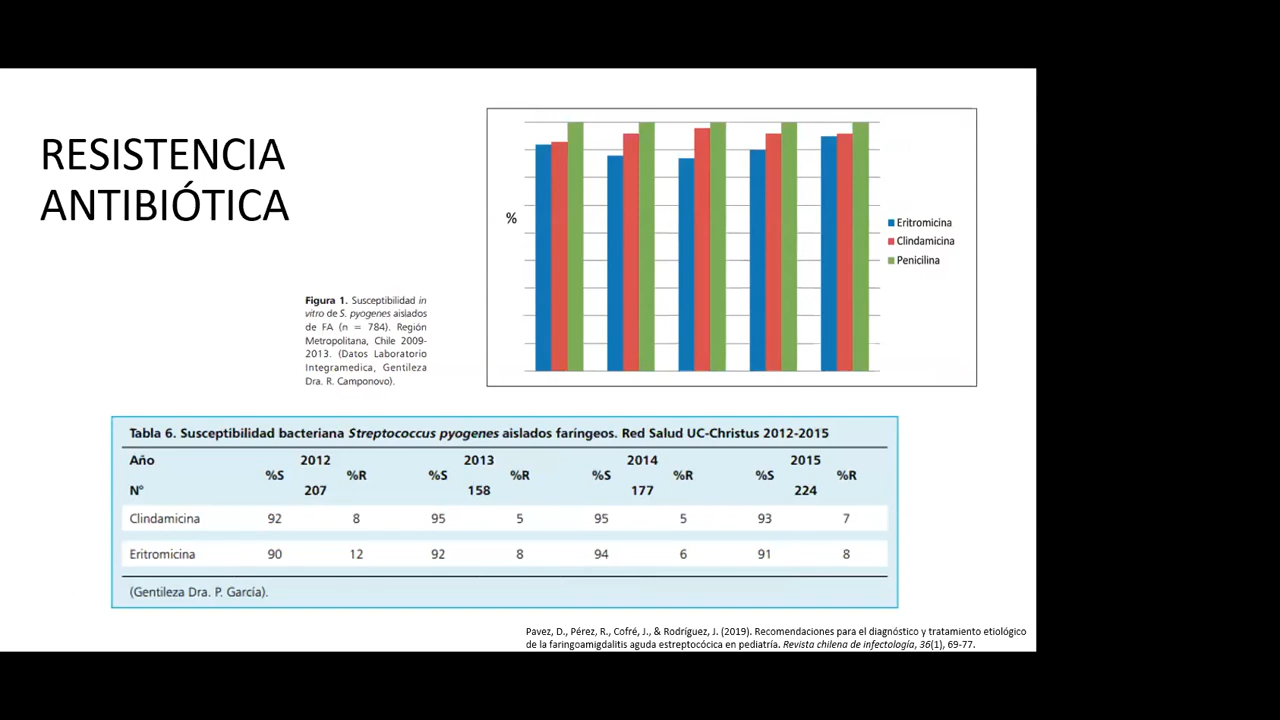 RESISTENCIA
ANTIBIÓTICA
%
Eritromicina
Clindamicina
Penicilina
Figura 1. Susceptibilidad in
vitro de S. pyogenes aislados
de FA (n = 784). Región
Metropolitana, Chile 2009-
2013. (Datos Laboratorio
Integramedica, Gentileza
Dra. R. Camponovo).
Tabla 6. Susceptibilidad bacteriana Streptococcus pyogenes aislados faríngeos. Red Salud UC-Christus 2012-2015
Año 2012 2013 2014 2015
%S %R %S %R %S %R %S %R
N° 207 158 177 224
Clindamicina 92 8 95 5 95 5 93 7
Eritromicina 90 12 92 8 94 6 91 8
(Gentileza Dra. P. García).
Pavez, D., Pérez, R., Cofré, J., & Rodríguez, J. (2019). Recomendaciones para el diagnóstico y tratamiento etiológico
de la faringoamigdalitis aguda estreptocócica en pediatría. Revista chilena de infectología, 36(1), 69-77.